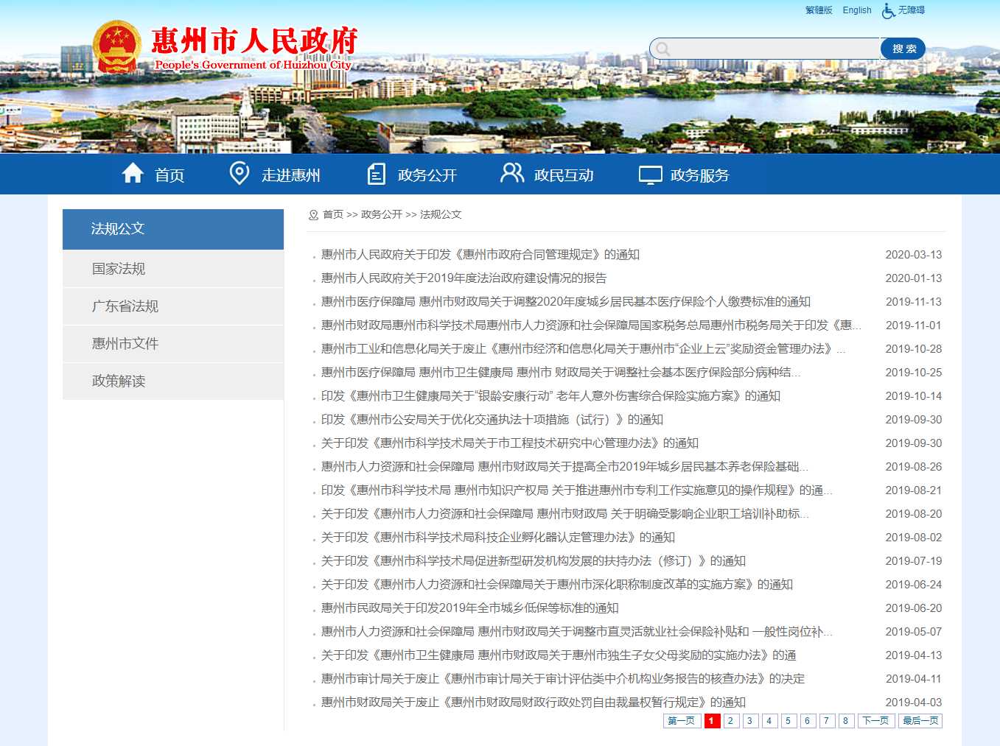 繁體版 English 无障碍
惠州市人民政府
People's Government of Huizhou City
搜 索
首页 走进惠州 政务公开 政民互动 政务服务
法规公文
国家法规
广东省法规
惠州市文件
政策解读
首页 >> 政务公开 >> 法规公文
惠州市人民政府关于印发《惠州市政府合同管理规定》的通知 2020-03-13
惠州市人民政府关于2019年度法治政府建设情况的报告 2020-01-13
惠州市医疗保障局 惠州市财政局关于调整2020年度城乡居民基本医疗保险个人缴费标准的通知 2019-11-13
惠州市财政局惠州市科学技术局惠州市人力资源和社会保障局国家税务总局惠州市税务局关于印发《惠... 2019-11-01
惠州市工业和信息化局关于废止《惠州市经济和信息化局关于惠州市“企业上云”奖励资金管理办法》... 2019-10-28
惠州市医疗保障局 惠州市卫生健康局 惠州市 财政局关于调整社会基本医疗保险部分病种结... 2019-10-25
印发《惠州市卫生健康局关于“银龄安康行动” 老年人意外伤害综合保险实施方案》的通知 2019-10-14
印发《惠州市公安局关于优化交通执法十项措施（试行）》的通知 2019-09-30
关于印发《惠州市科学技术局关于市工程技术研究中心管理办法》的通知 2019-09-30
惠州市人力资源和社会保障局 惠州市财政局关于提高全市2019年城乡居民基本养老保险基础... 2019-08-26
印发《惠州市科学技术局 惠州市知识产权局 关于推进惠州市专利工作实施意见的操作规程》的通... 2019-08-21
关于印发《惠州市人力资源和社会保障局 惠州市财政局 关于明确受影响企业职工培训补助标... 2019-08-20
关于印发《惠州市科学技术局科技企业孵化器认定管理办法》的通知 2019-08-02
关于印发《惠州市科学技术局促进新型研发机构发展的扶持办法（修订）》的通知 2019-07-19
关于印发《惠州市人力资源和社会保障局关于惠州市深化职称制度改革的实施方案》的通知 2019-06-24
惠州市民政局关于印发2019年全市城乡低保等标准的通知 2019-06-20
惠州市人力资源和社会保障局 惠州市财政局关于调整市直灵活就业社会保险补贴和 一般性岗位补... 2019-05-07
关于印发《惠州市卫生健康局 惠州市财政局关于惠州市独生子女父母奖励的实施办法》的通 2019-04-13
惠州市审计局关于废止《惠州市审计局关于审计评估类中介机构业务报告的核查办法》的决定 2019-04-11
惠州市财政局关于废止《惠州市财政局财政行政处罚自由裁量权暂行规定》的通知 2019-04-03
第一页 1 2 3 4 5 6 7 8 下一页 最后一页